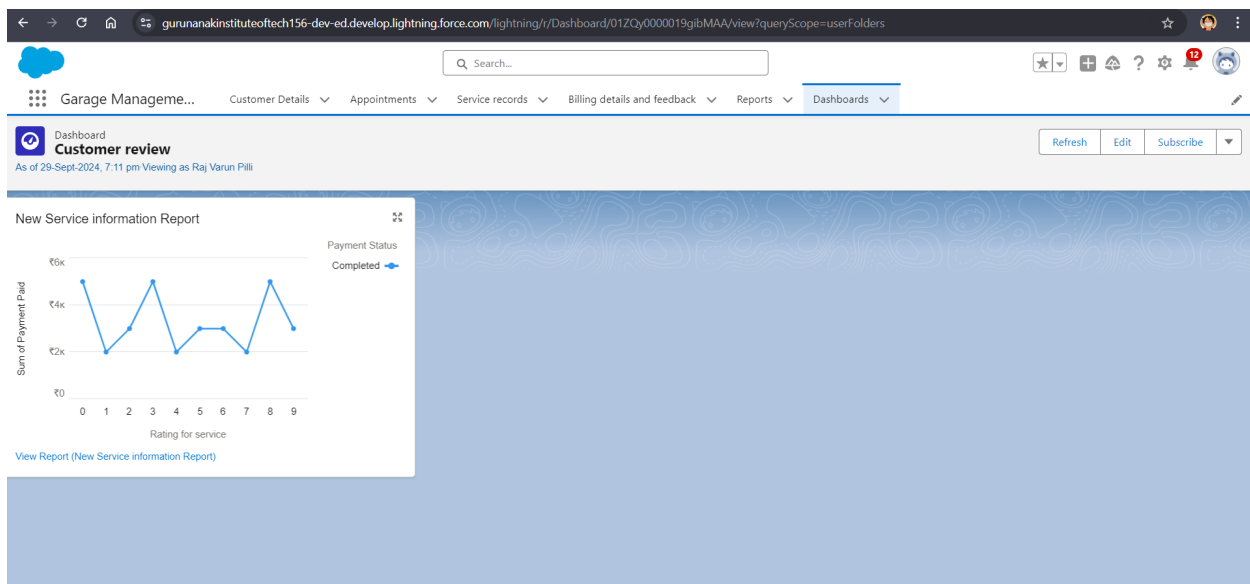 gurunanakinstituteoftech156-dev-ed.develop.lightning.force.com/lightning/r/Dashboard/01ZQy0000019gibMAA/view?queryScope=userFolders
Search...
12
Garage Manageme... Customer Details Appointments Service records Billing details and feedback Reports Dashboards
Dashboard
Customer review
Refresh Edit Subscribe
As of 29-Sept-2024, 7:11 pm Viewing as Raj Varun Pilli
New Service information Report
Payment Status
Completed
Sum of Payment Paid
₹6K
₹4K
₹2K
₹0
0 1 2 3 4 5 6 7 8 9
Rating for service
View Report (New Service information Report)